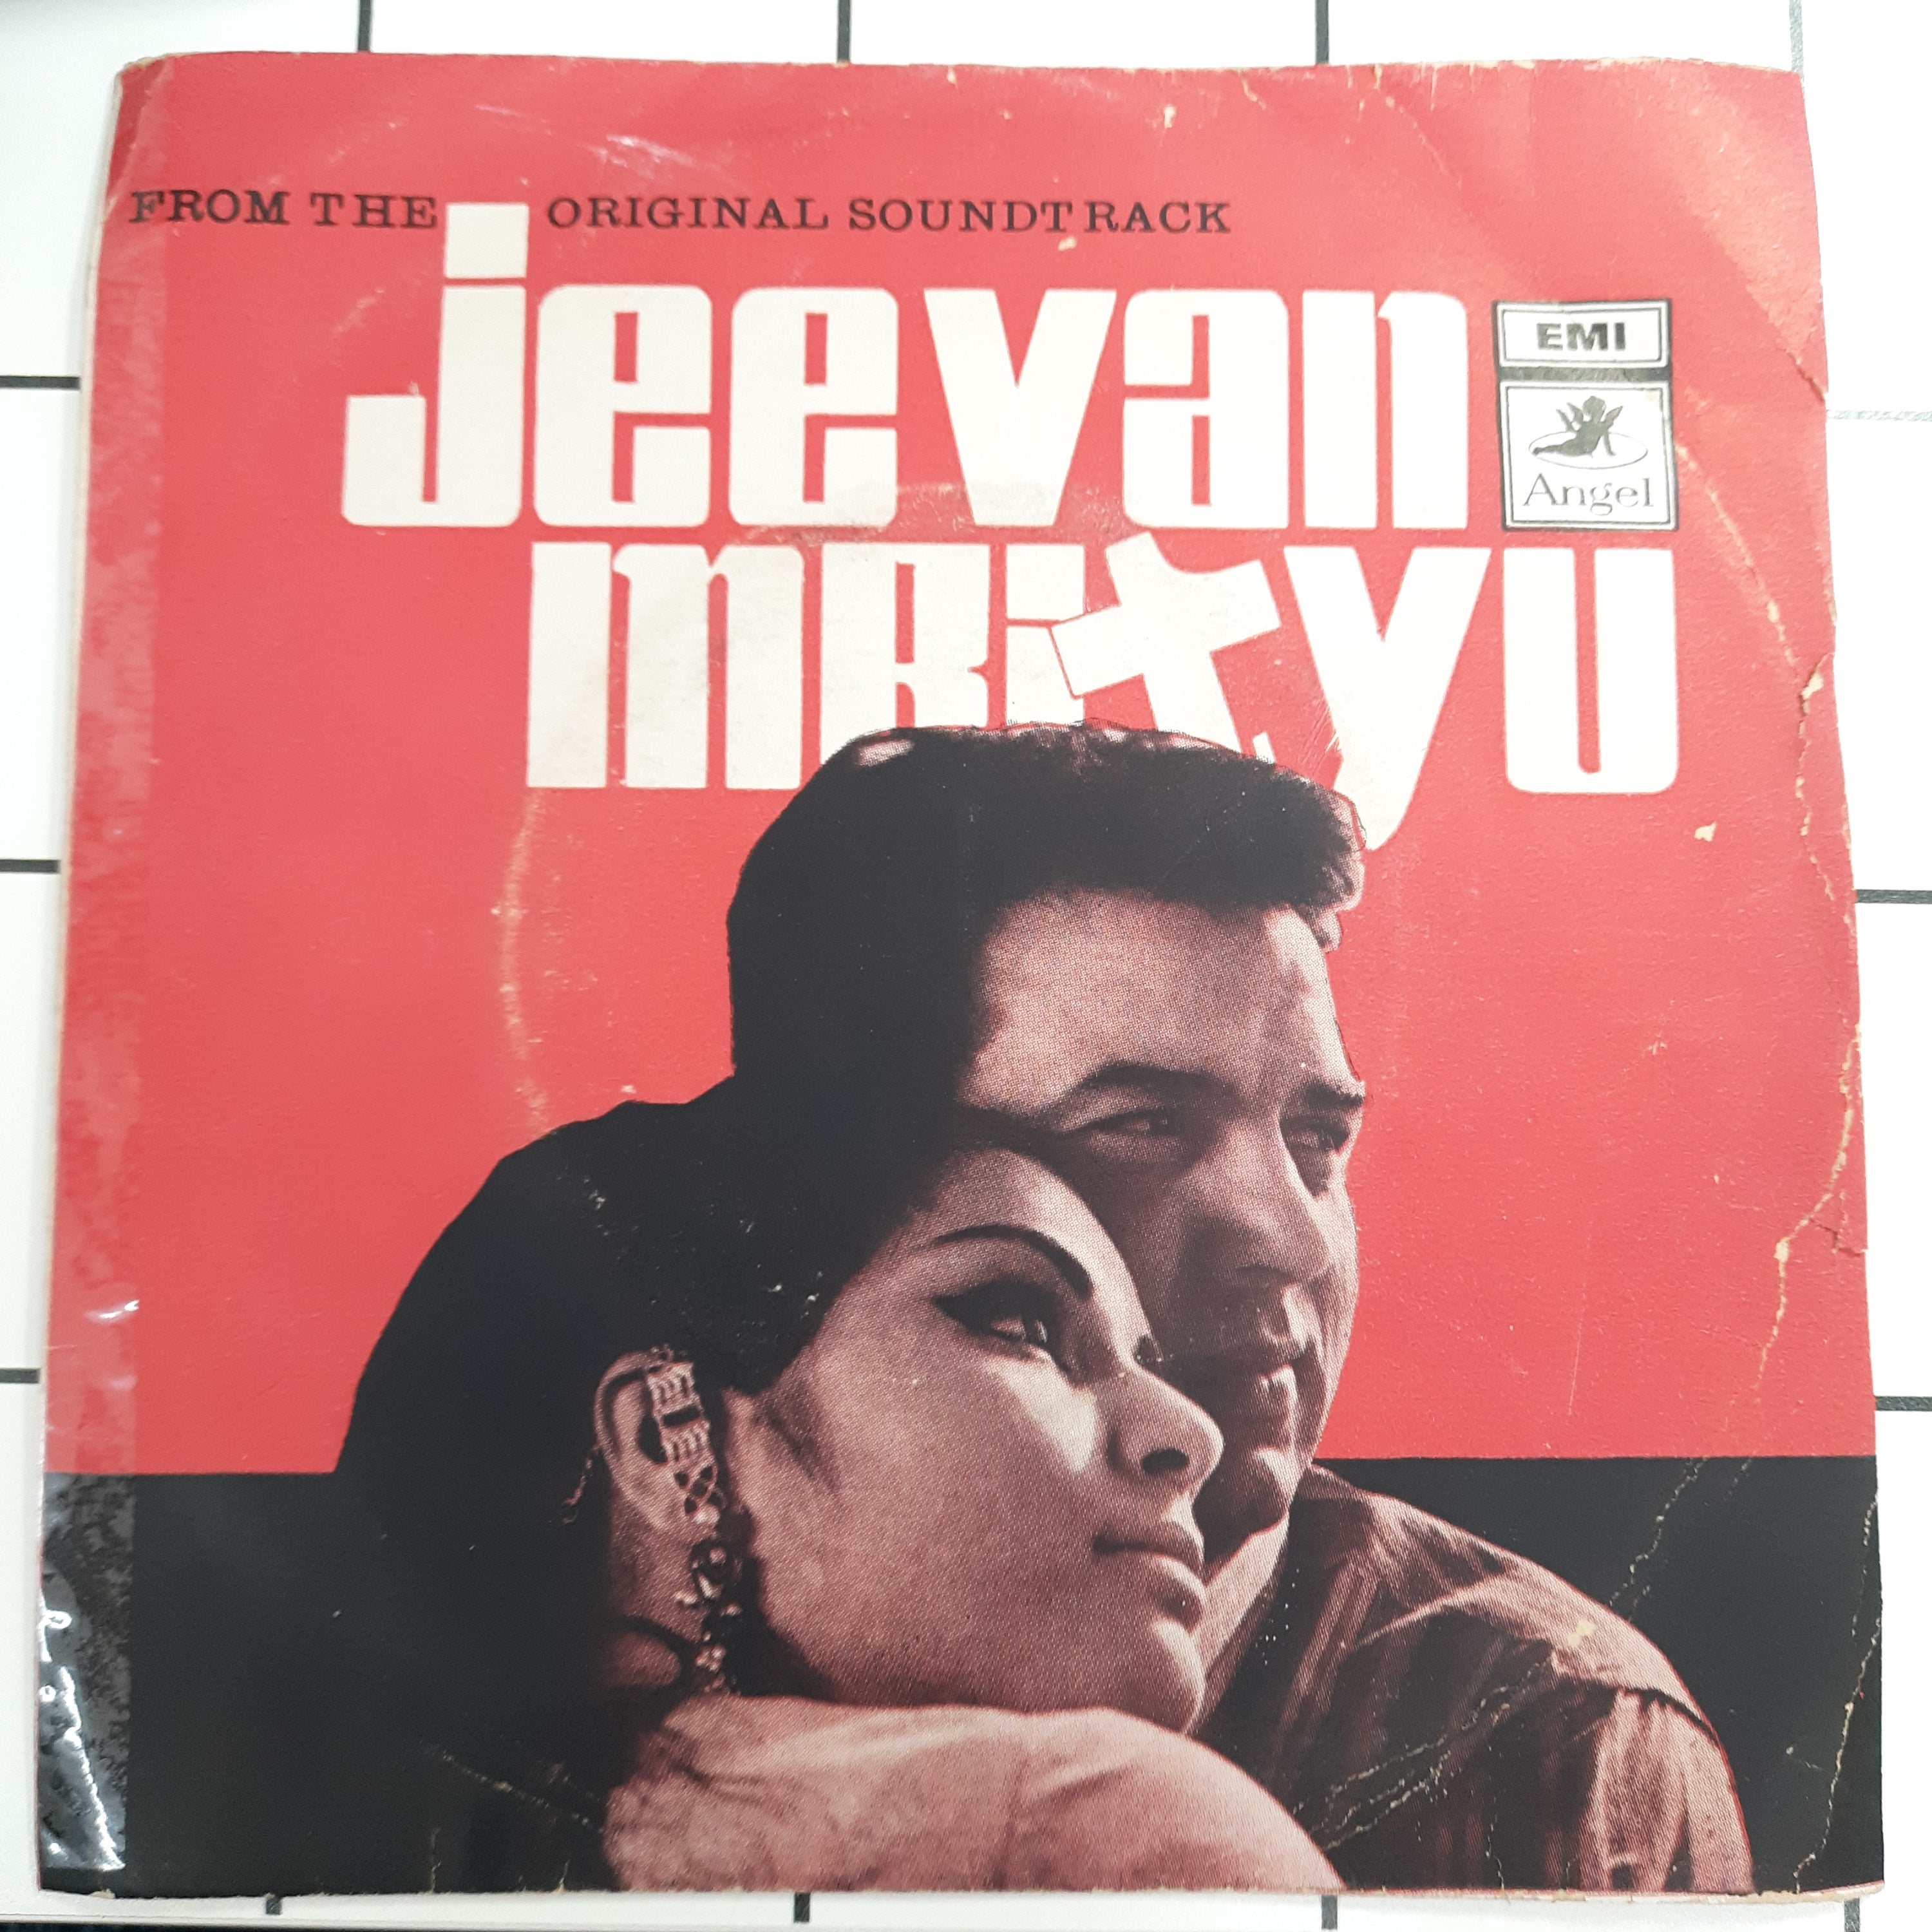 FROM THE ORIGINAL SOUNDTRACK
jeevan
EMI
Angel
mRityu